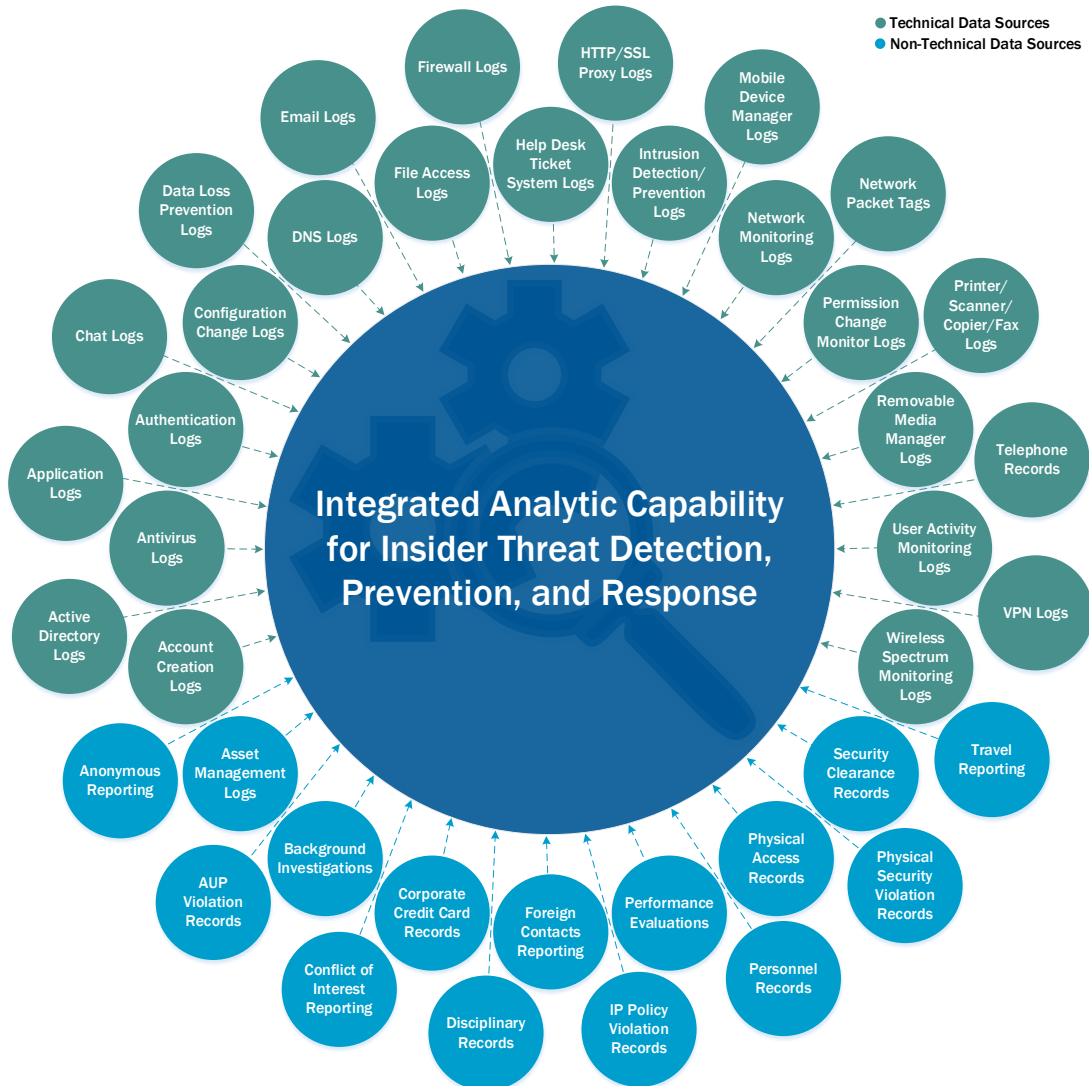 Technical Data Sources
Non-Technical Data Sources
Firewall Logs
HTTP/SSL
Proxy Logs
Mobile
Device
Manager
Logs
Email Logs
File Access
Logs
Help Desk
Ticket
System Logs
Intrusion
Detection/
Prevention
Logs
Network
Packet Tags
Data Loss
Prevention
Logs
DNS Logs
Network
Monitoring
Logs
Printer/
Scanner/
Copier/Fax
Logs
Chat Logs
Configuration
Change Logs
Permission
Change
Monitor Logs
Authentication
Logs
Removable
Media
Manager
Logs
Telephone
Records
Application
Logs
Antivirus
Logs
Integrated Analytic Capability
for Insider Threat Detection,
Prevention, and Response
User Activity
Monitoring
Logs
VPN Logs
Active
Directory
Logs
Account
Creation
Logs
Wireless
Spectrum
Monitoring
Logs
Anonymous
Reporting
Asset
Management
Logs
Security
Clearance
Records
Travel
Reporting
AUP
Violation
Records
Background
Investigations
Physical
Access
Records
Physical
Security
Violation Records
Corporate
Credit Card
Records
Foreign
Contacts
Reporting
Performance
Evaluations
Conflict of
Interest
Reporting
Personnel
Records
Disciplinary
Records
IP Policy
Violation
Records